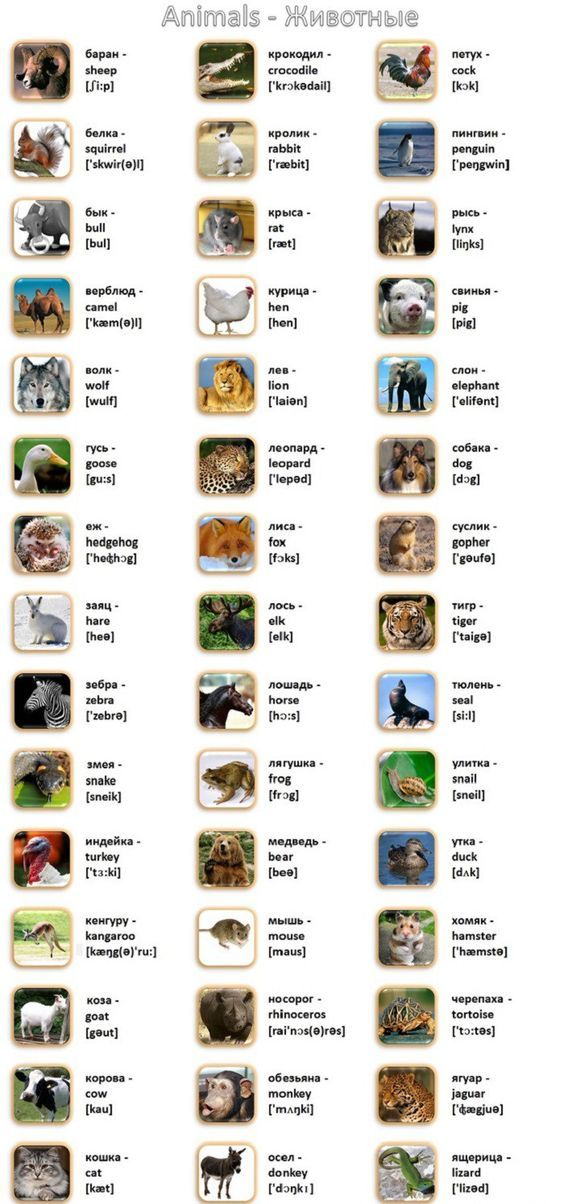 Animals - Животные
баран -
sheep
[ʃi:p]
белка -
squirrel
['skwir(ə)l]
бык -
bull
[bul]
верблюд -
camel
['kæm(ə)l]
волк -
wolf
[wulf]
гусь -
goose
[gu:s]
еж -
hedgehog
['heʤhɔg]
заяц -
hare
[heə]
зебра -
zebra
['zebrə]
змея -
snake
[sneik]
индейка -
turkey
['tɜ:ki]
кенгуру -
kangaroo
[kæŋg(ə)'ru:]
коза -
goat
[gəut]
корова -
cow
[kau]
кошка -
cat
[kæt]
крокодил -
crocodile
['krɔkədail]
кролик -
rabbit
['ræbit]
крыса -
rat
[ræt]
курица -
hen
[hen]
лев -
lion
['laiən]
леопард -
leopard
['lepəd]
лиса -
fox
[fɔks]
лось -
elk
[elk]
лошадь -
horse
[hɔ:s]
лягушка -
frog
[frɔg]
медведь -
bear
[beə]
мышь -
mouse
[maus]
носорог -
rhinoceros
[rai'nɔs(ə)rəs]
обезьяна -
monkey
['mʌŋki]
осел -
donkey
['dɔŋkɪ]
петух -
cock
[kɔk]
пингвин -
penguin
['peŋgwin]
рысь -
lynx
[liŋks]
свинья -
pig
[pig]
слон -
elephant
['elifənt]
собака -
dog
[dɔg]
суслик -
gopher
['gəufə]
тигр -
tiger
['taigə]
тюлень -
seal
[si:l]
улитка -
snail
[sneil]
утка -
duck
[dʌk]
хомяк -
hamster
['hæmstə]
черепаха -
tortoise
['tɔ:təs]
ягуар -
jaguar
['ʤægjuə]
ящерица -
lizard
['lizəd]